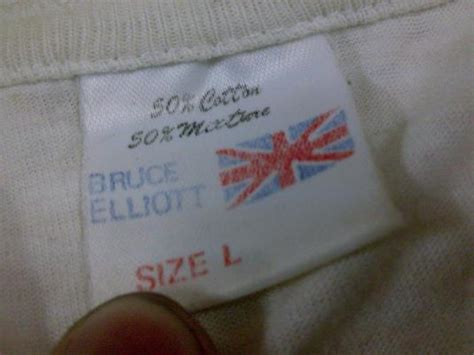 50% Cotton
50% Mixture
BRUCE
ELLIOTT
SIZE L